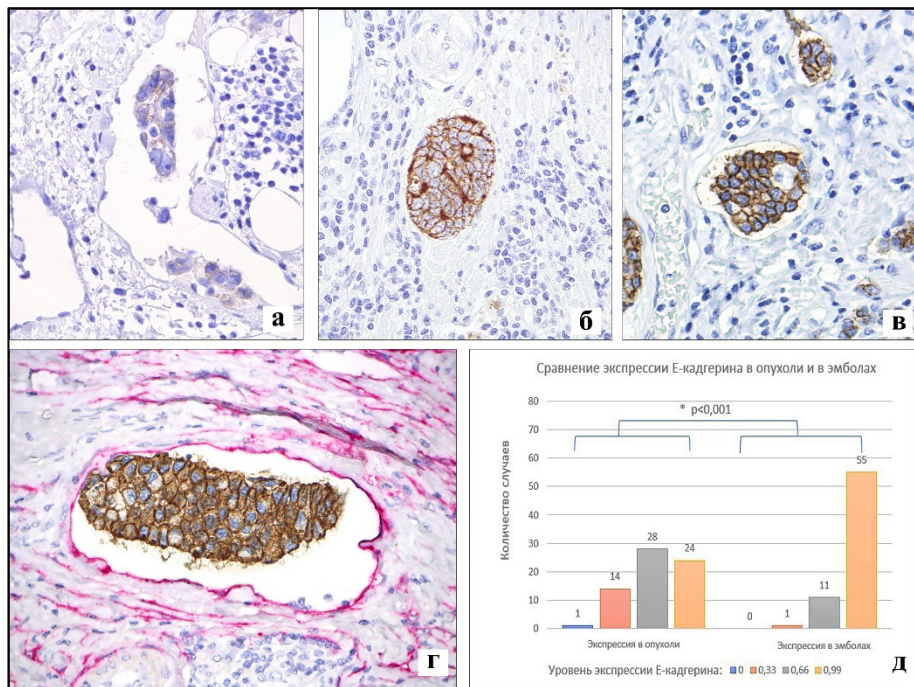 а
б
в
г
Сравнение экспрессии Е-кадгерина в опухоли и в эмболах
* p<0,001
Количество случаев
80
70
60
50
40
30
20
10
0
1
14
28
24
0
1
11
55
Экспрессия в опухоли
Экспрессия в эмболах
Уровень экспрессии Е-кадгерина: 0 0,33 0,66 0,99
д